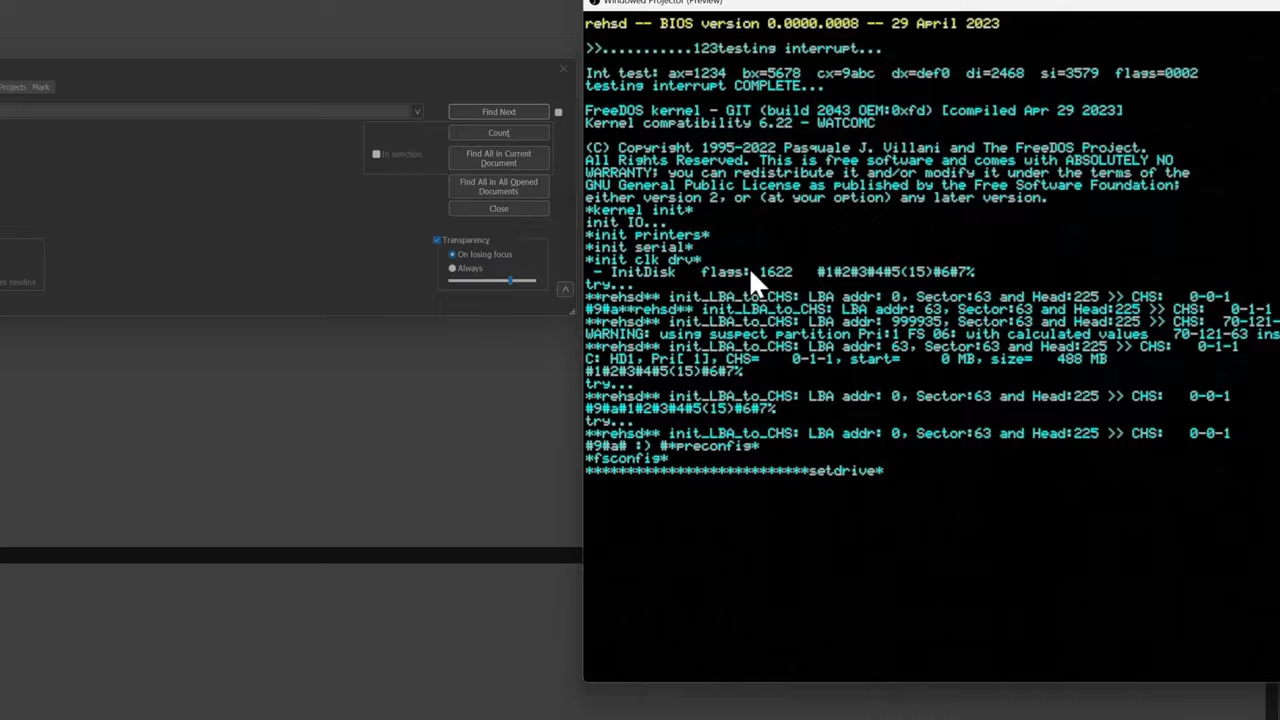 Windowed Projector (Preview)
rehsd -- BIOS version 0.0000.0008 -- 29 April 2023
>>...........123testing interrupt...
Int test: ax=1234 bx=5678 cx=9abc dx=def0 di=2468 si=3579 flags=0002
testing interrupt COMPLETE...
FreeDOS kernel - GIT (build 2043 OEM:0xfd) [compiled Apr 29 2023]
Kernel compatibility 6.22 - WATCOMC
(C) Copyright 1995-2022 Pasquale J. Villani and The FreeDOS Project.
All Rights Reserved. This is free software and comes with ABSOLUTELY NO
WARRANTY; you can redistribute it and/or modify it under the terms of the
GNU General Public License as published by the Free Software Foundation;
either version 2, or (at your option) any later version.
*kernel init*
init IO...
*init printers*
*init serial*
*init clk drv*
- InitDisk flags: 1622 #1#2#3#4#5(15)#6#7%
try...
**rehsd** init_LBA_to_CHS: LBA addr: 0, Sector:63 and Head:225 >> CHS: 0-0-1
#9#a**rehsd** init_LBA_to_CHS: LBA addr: 63, Sector:63 and Head:225 >> CHS: 0-1-1
**rehsd** init_LBA_to_CHS: LBA addr: 999935, Sector:63 and Head:225 >> CHS: 70-121-
WARNING: using suspect partition Pri:1 FS 06: with calculated values 70-121-63 ins
**rehsd** init_LBA_to_CHS: LBA addr: 63, Sector:63 and Head:225 >> CHS: 0-1-1
C: HD1, Pri[ 1], CHS= 0-1-1, start= 0 MB, size= 488 MB
#1#2#3#4#5(15)#6#7%
try...
**rehsd** init_LBA_to_CHS: LBA addr: 0, Sector:63 and Head:225 >> CHS: 0-0-1
#9#a#1#2#3#4#5(15)#6#7%
try...
**rehsd** init_LBA_to_CHS: LBA addr: 0, Sector:63 and Head:225 >> CHS: 0-0-1
#9#a# :) #*preconfig*
*fsconfig*
***************************setdrive*
Projects Mark
Find Next
Count
In selection
Find All in Current
Document
Find All in All Opened
Documents
Close
Transparency
On losing focus
Always
es newline